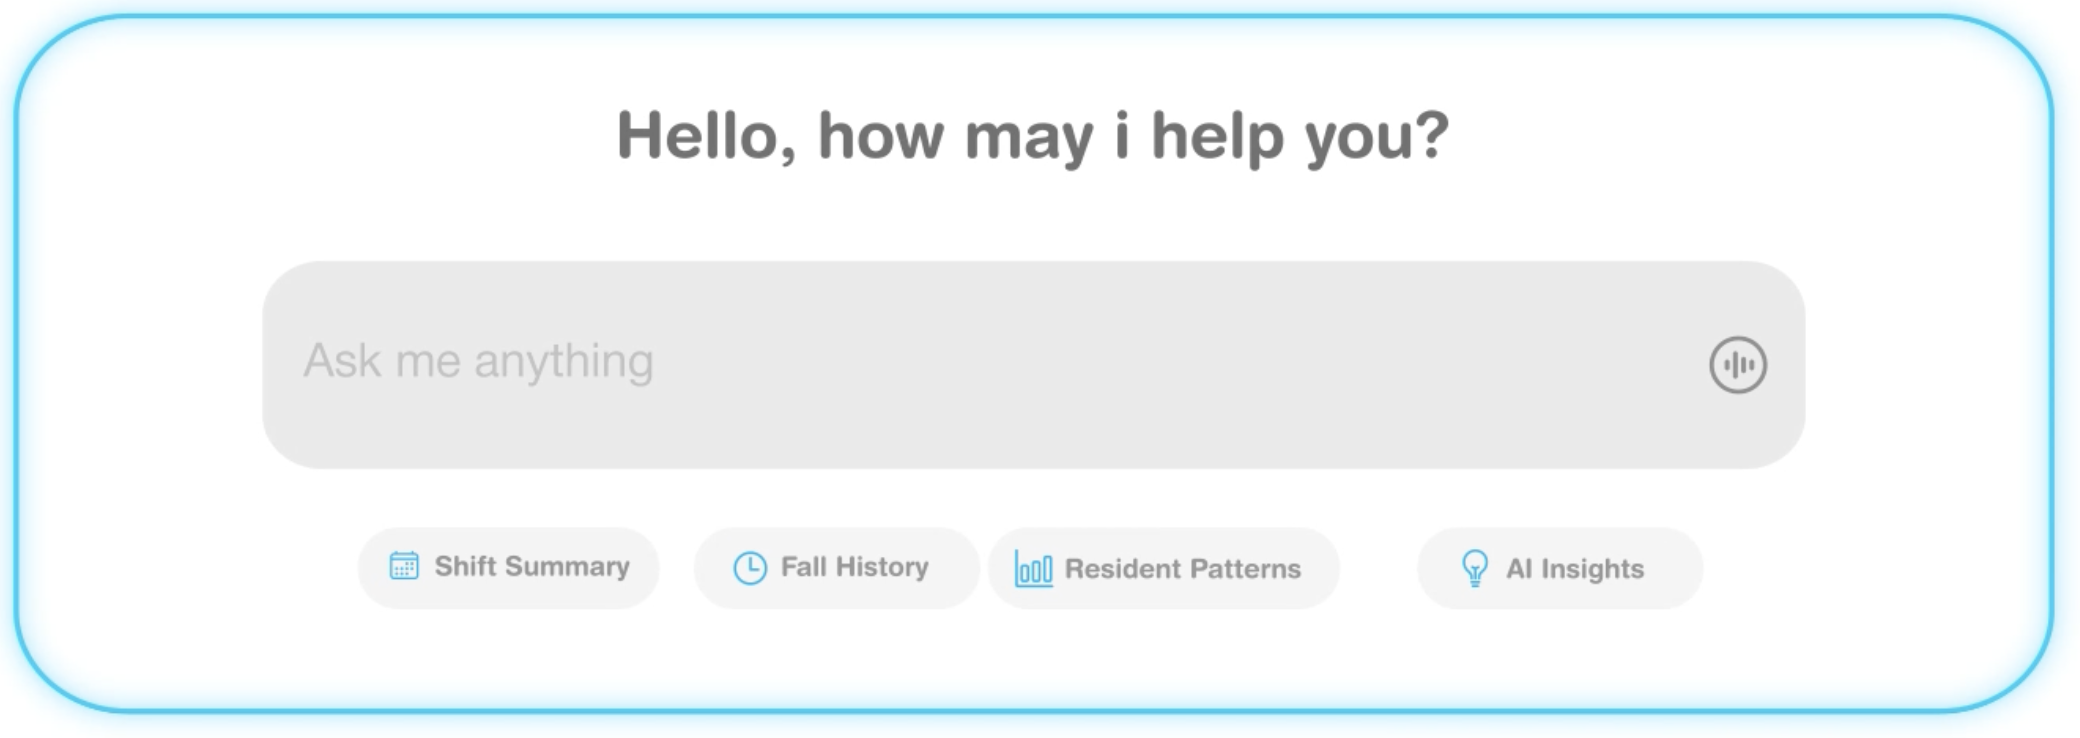 Hello, how may i help you?
Ask me anything
Shift Summary
Fall History
Resident Patterns
AI Insights